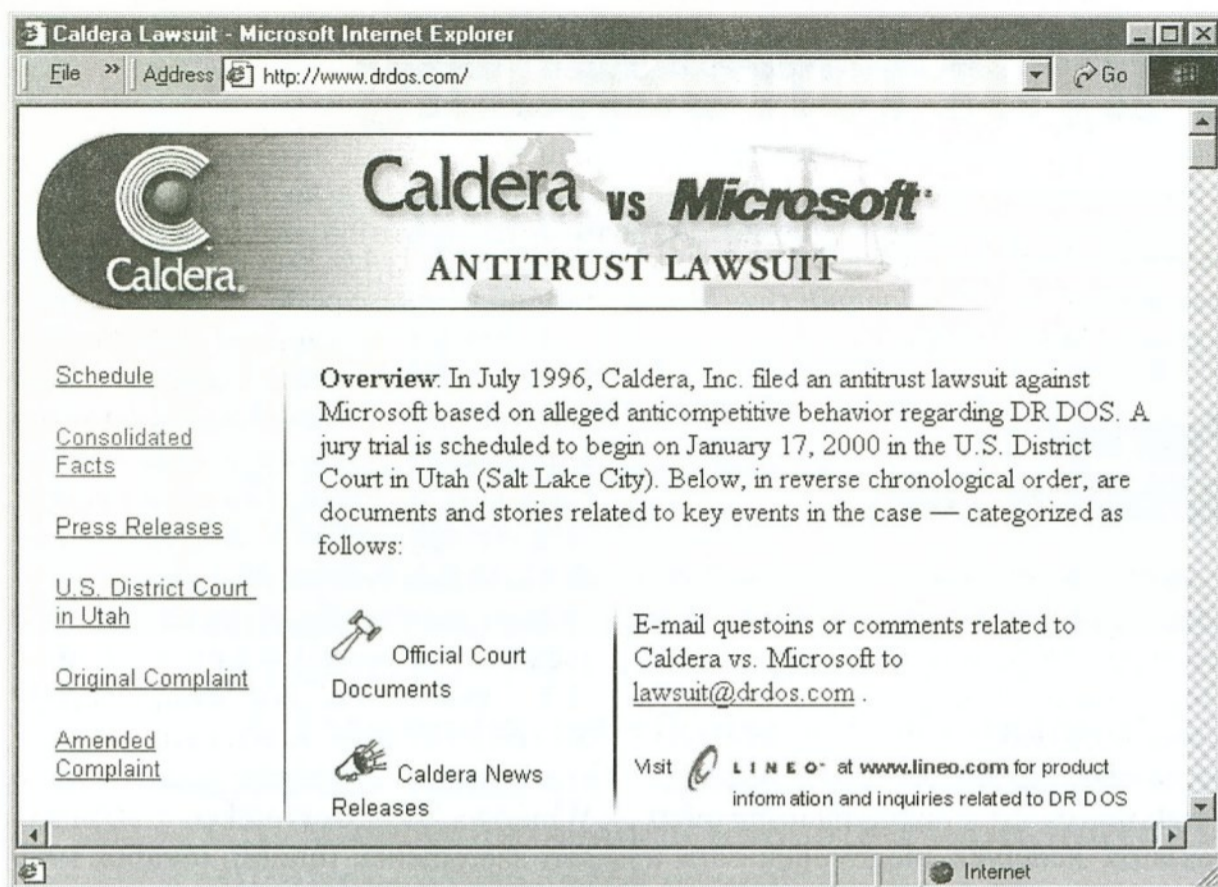 Caldera Lawsuit - Microsoft Internet Explorer
File » Address http://www.drdos.com/ Go
Caldera vs Microsoft
ANTITRUST LAWSUIT
Caldera.
Schedule
Consolidated
Facts
Press Releases
U.S. District Court
in Utah
Original Complaint
Amended
Complaint
Overview: In July 1996, Caldera, Inc. filed an antitrust lawsuit against
Microsoft based on alleged anticompetitive behavior regarding DR DOS. A
jury trial is scheduled to begin on January 17, 2000 in the U.S. District
Court in Utah (Salt Lake City). Below, in reverse chronological order, are
documents and stories related to key events in the case — categorized as
follows:
Official Court
Documents
Caldera News
Releases
E-mail questoins or comments related to
Caldera vs. Microsoft to
lawsuit@drdos.com .
Visit LINEO at www.lineo.com for product
information and inquiries related to DR DOS
Internet